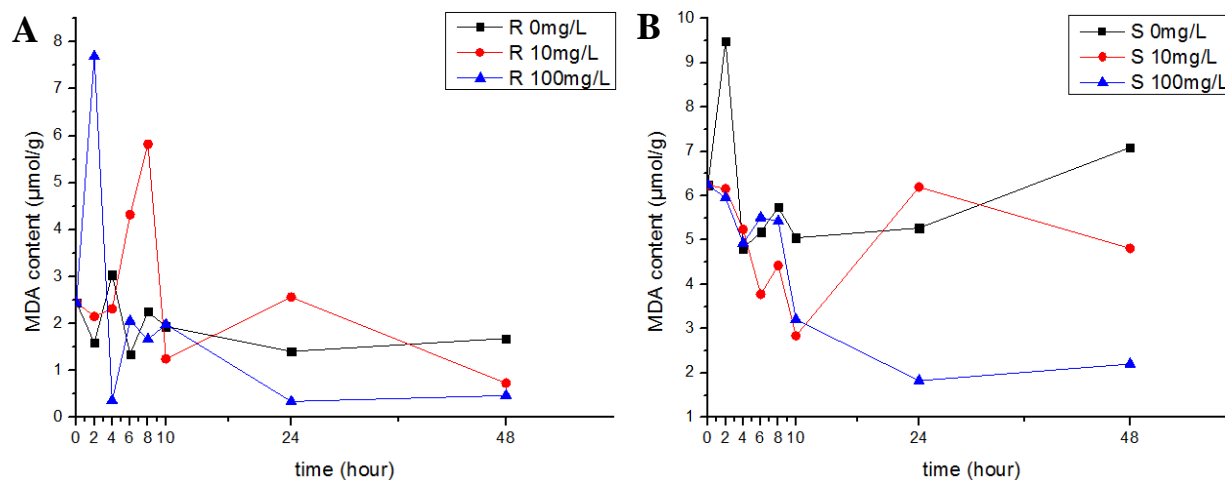 A
R 0mg/L
R 10mg/L
R 100mg/L
MDA content (μmol/g)
8
7
6
5
4
3
2
1
0
0 2 4 6 8 10 24 48
time (hour)
B
S 0mg/L
S 10mg/L
S 100mg/L
MDA content (μmol/g)
10
9
8
7
6
5
4
3
2
1
0 2 4 6 8 10 24 48
time (hour)